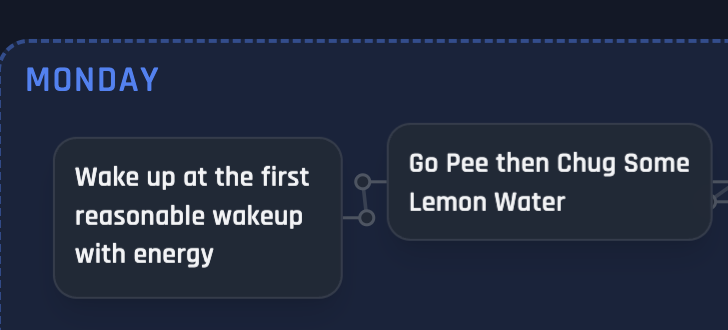 MONDAY
Wake up at the first
reasonable wakeup
with energy
Go Pee then Chug Some
Lemon Water